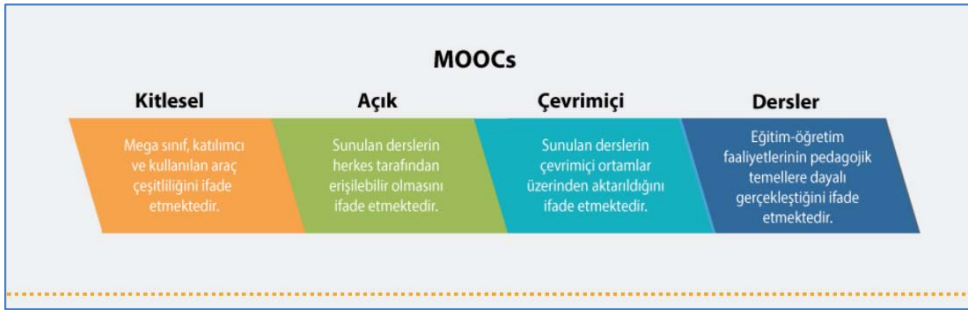 MOOCs
Kitlesel
Mega sınıf, katılımcı
ve kullanılan araç
çeşitliliğini ifade
etmektedir.
Açık
Sunulan derslerin
herkes tarafından
erişilebilir olmasını
ifade etmektedir.
Çevrimiçi
Sunulan derslerin
çevrimiçi ortamlar
üzerinden aktarıldığını
ifade etmektedir.
Dersler
Eğitim-öğretim
faaliyetlerinin pedagojik
temellere dayalı
gerçekleştiğini ifade
etmektedir.